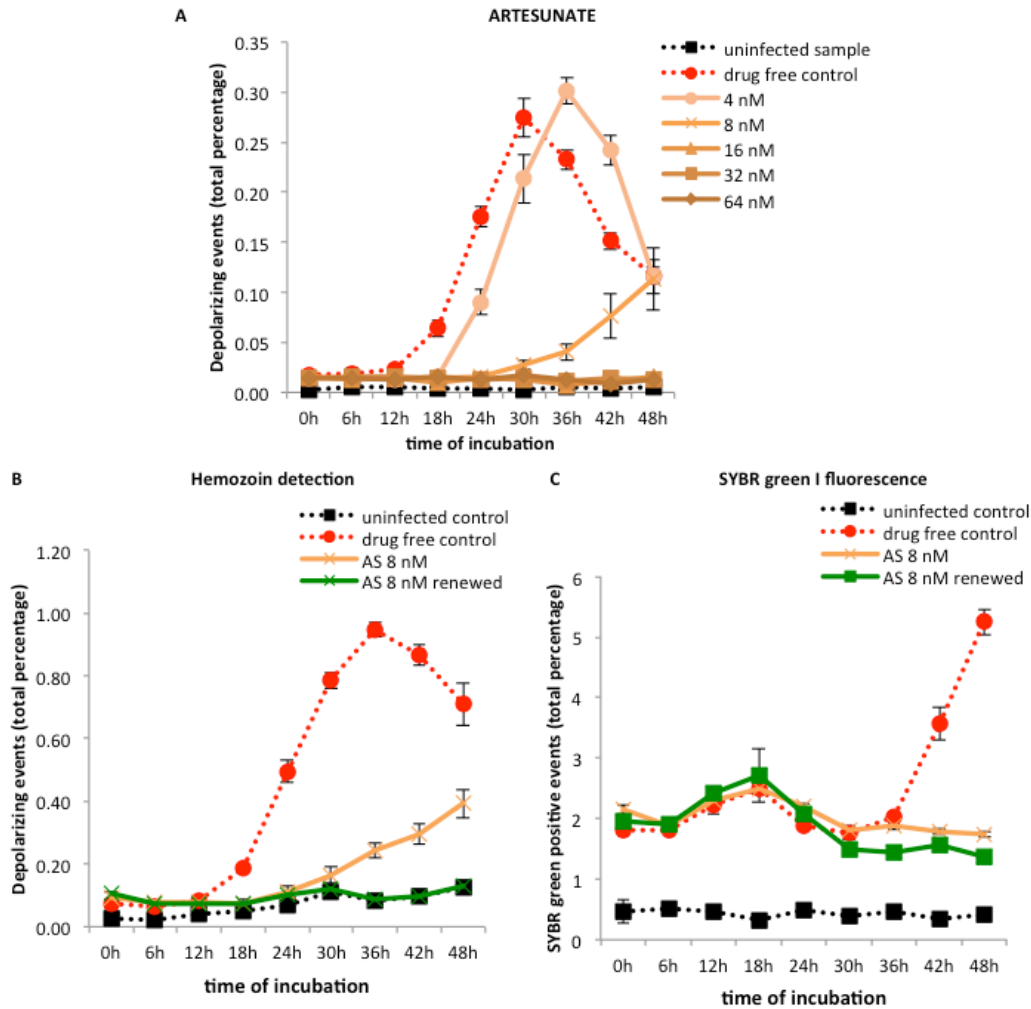 A
ARTESUNATE
Depolarizing events (total percentage)
0.35
0.30
0.25
0.20
0.15
0.10
0.05
0.00
0h 6h 12h 18h 24h 30h 36h 42h 48h
time of incubation
uninfected sample
drug free control
4 nM
8 nM
16 nM
32 nM
64 nM
B
Hemozoin detection
uninfected control
drug free control
AS 8 nM
AS 8 nM renewed
Depolarizing events (total percentage)
1.20
1.00
0.80
0.60
0.40
0.20
0.00
0h 6h 12h 18h 24h 30h 36h 42h 48h
time of incubation
C
SYBR green I fluorescence
uninfected control
drug free control
AS 8 nM
AS 8 nM renewed
SYBR green positive events (total percentage)
6
5
4
3
2
1
0
0h 6h 12h 18h 24h 30h 36h 42h 48h
time of incubation